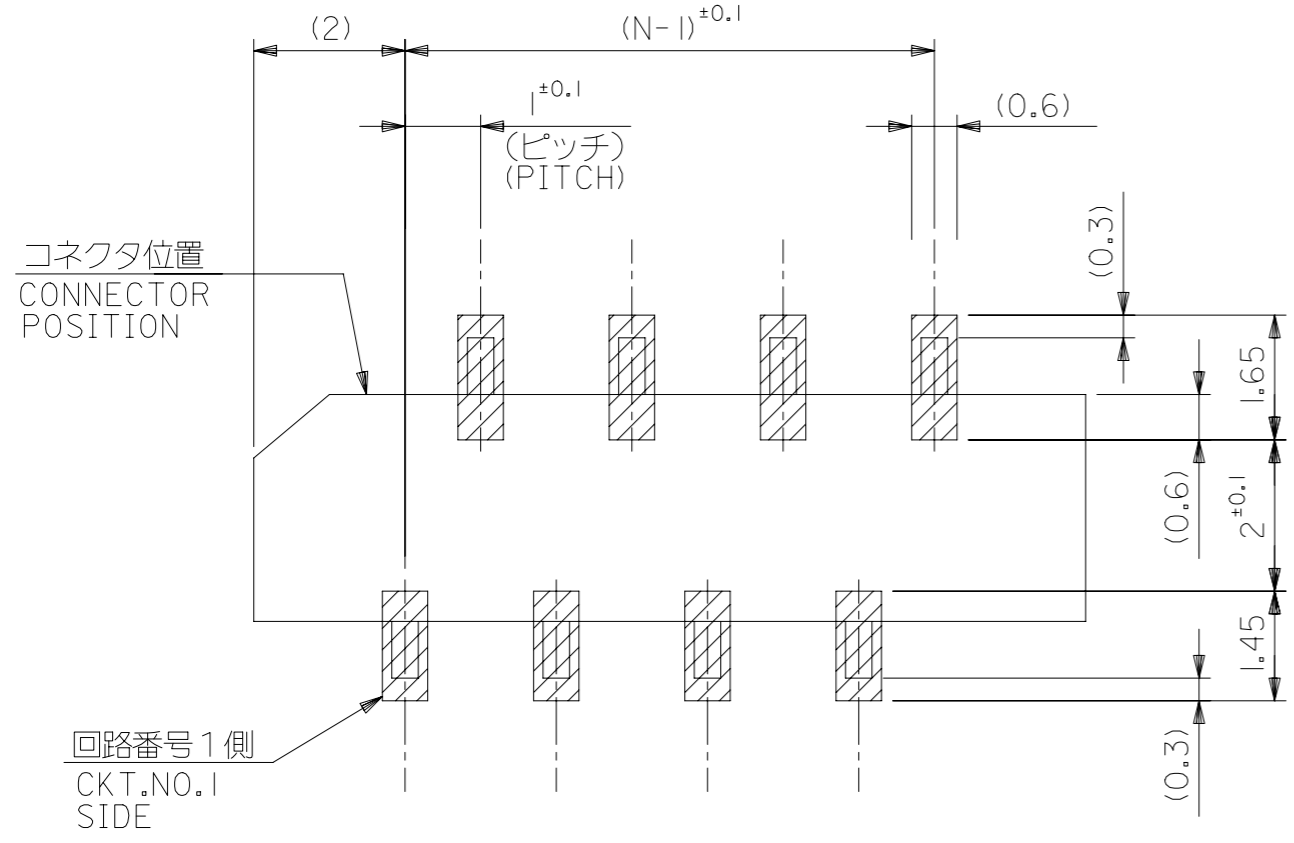 (2)
(N-1)±0.1
1±0.1
(ピッチ)
(PITCH)
(0.6)
(0.3)
コネクタ位置
CONNECTOR
POSITION
1.65
(0.6)
2±0.1
1.45
(0.3)
回路番号1側
CKT.NO.1
SIDE